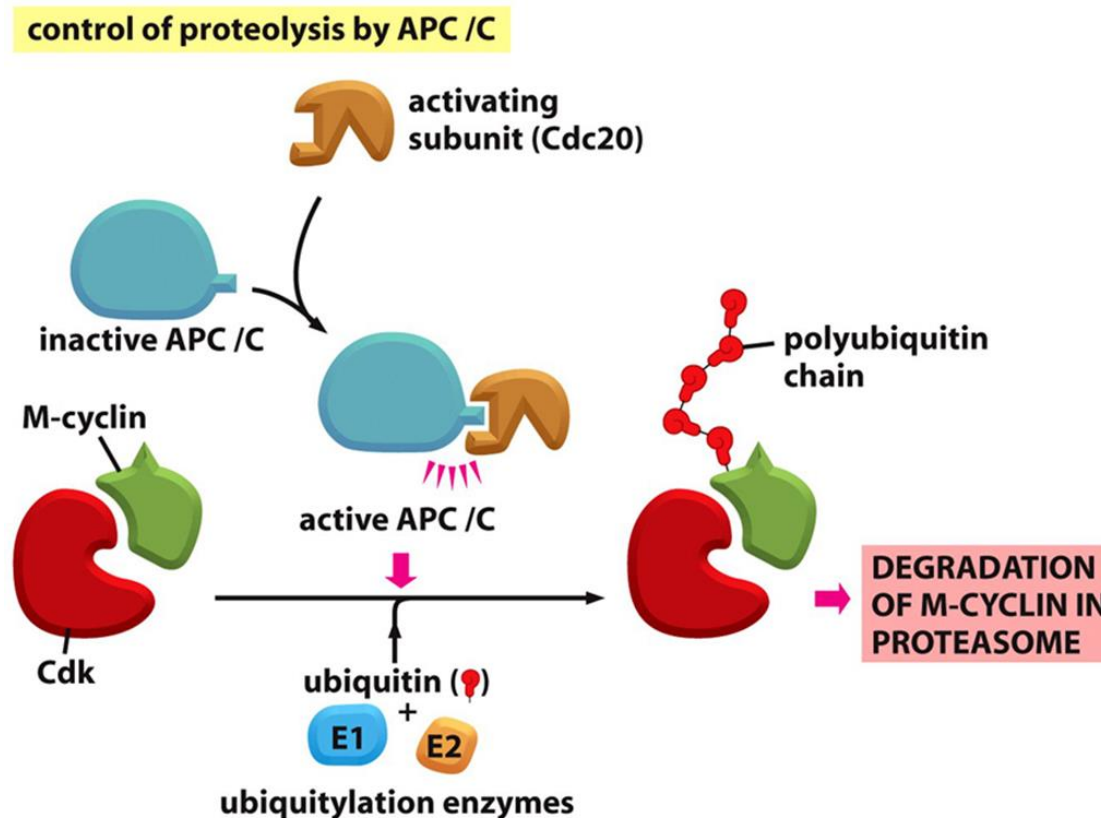 control of proteolysis by APC /C
activating
subunit (Cdc20)
inactive APC /C
polyubiquitin
chain
M-cyclin
active APC /C
DEGRADATION
OF M-CYCLIN IN
PROTEASOME
Cdk
ubiquitin ( )
+
E1
E2
ubiquitylation enzymes